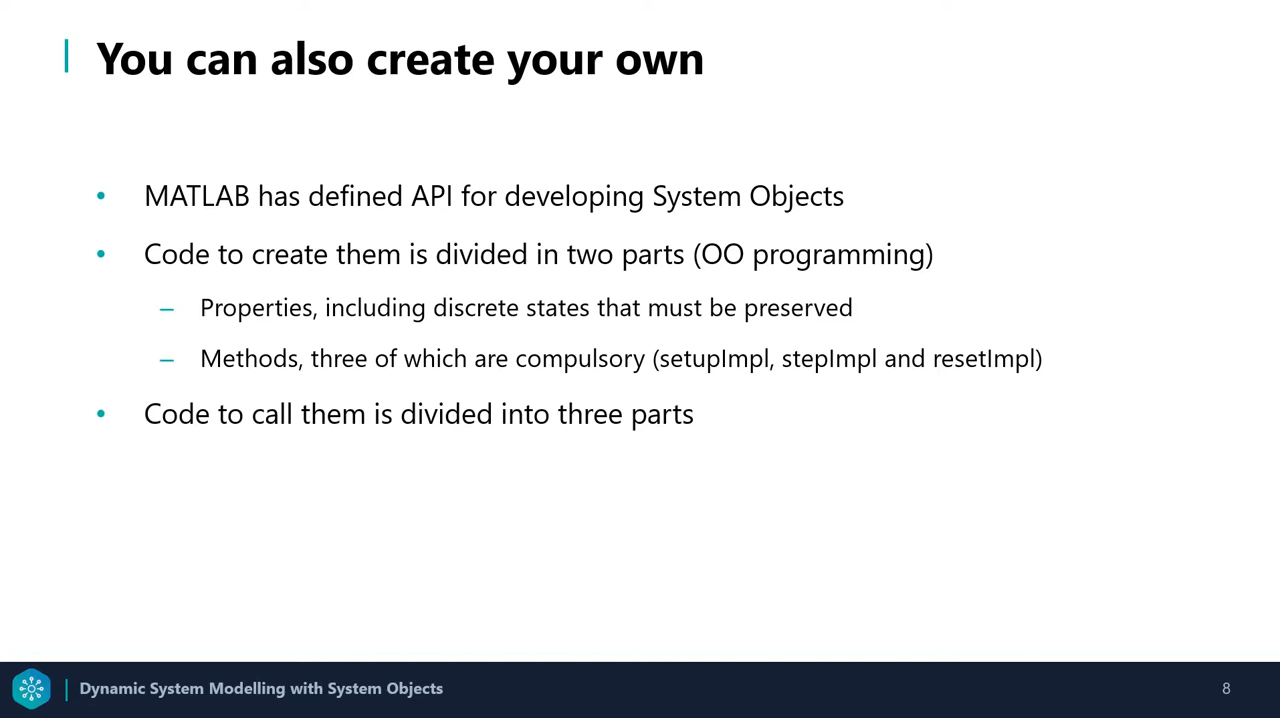 You can also create your own
• MATLAB has defined API for developing System Objects
• Code to create them is divided in two parts (OO programming)
– Properties, including discrete states that must be preserved
– Methods, three of which are compulsory (setupImpl, stepImpl and resetImpl)
• Code to call them is divided into three parts
Dynamic System Modelling with System Objects
8